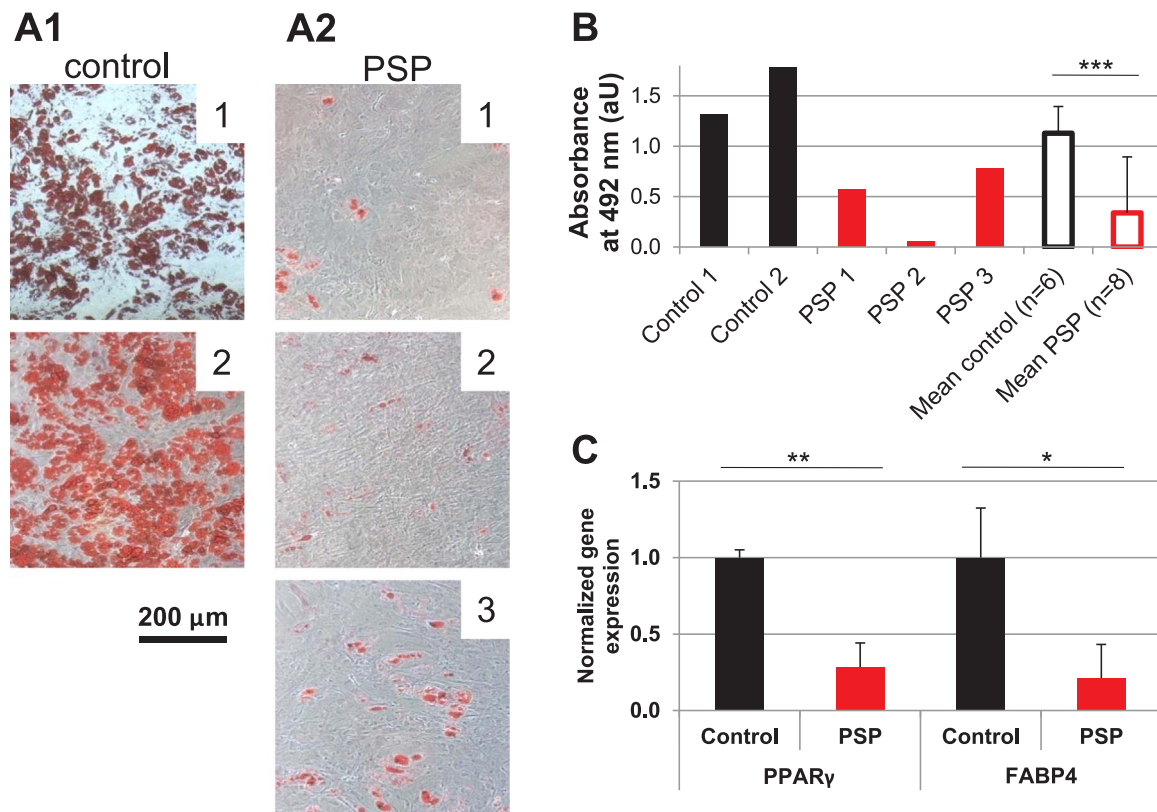 A1
control
1
2
200 µm
A2
PSP
1
2
3
B
Absorbance
at 492 nm (aU)
1.5
1.0
0.5
0.0
***
Control 1
Control 2
PSP 1
PSP 2
PSP 3
Mean control (n=6)
Mean PSP (n=8)
C
Normalized gene
expression
1.5
1.0
0.5
0.0
**
*
Control
PSP
Control
PSP
PPARγ
FABP4